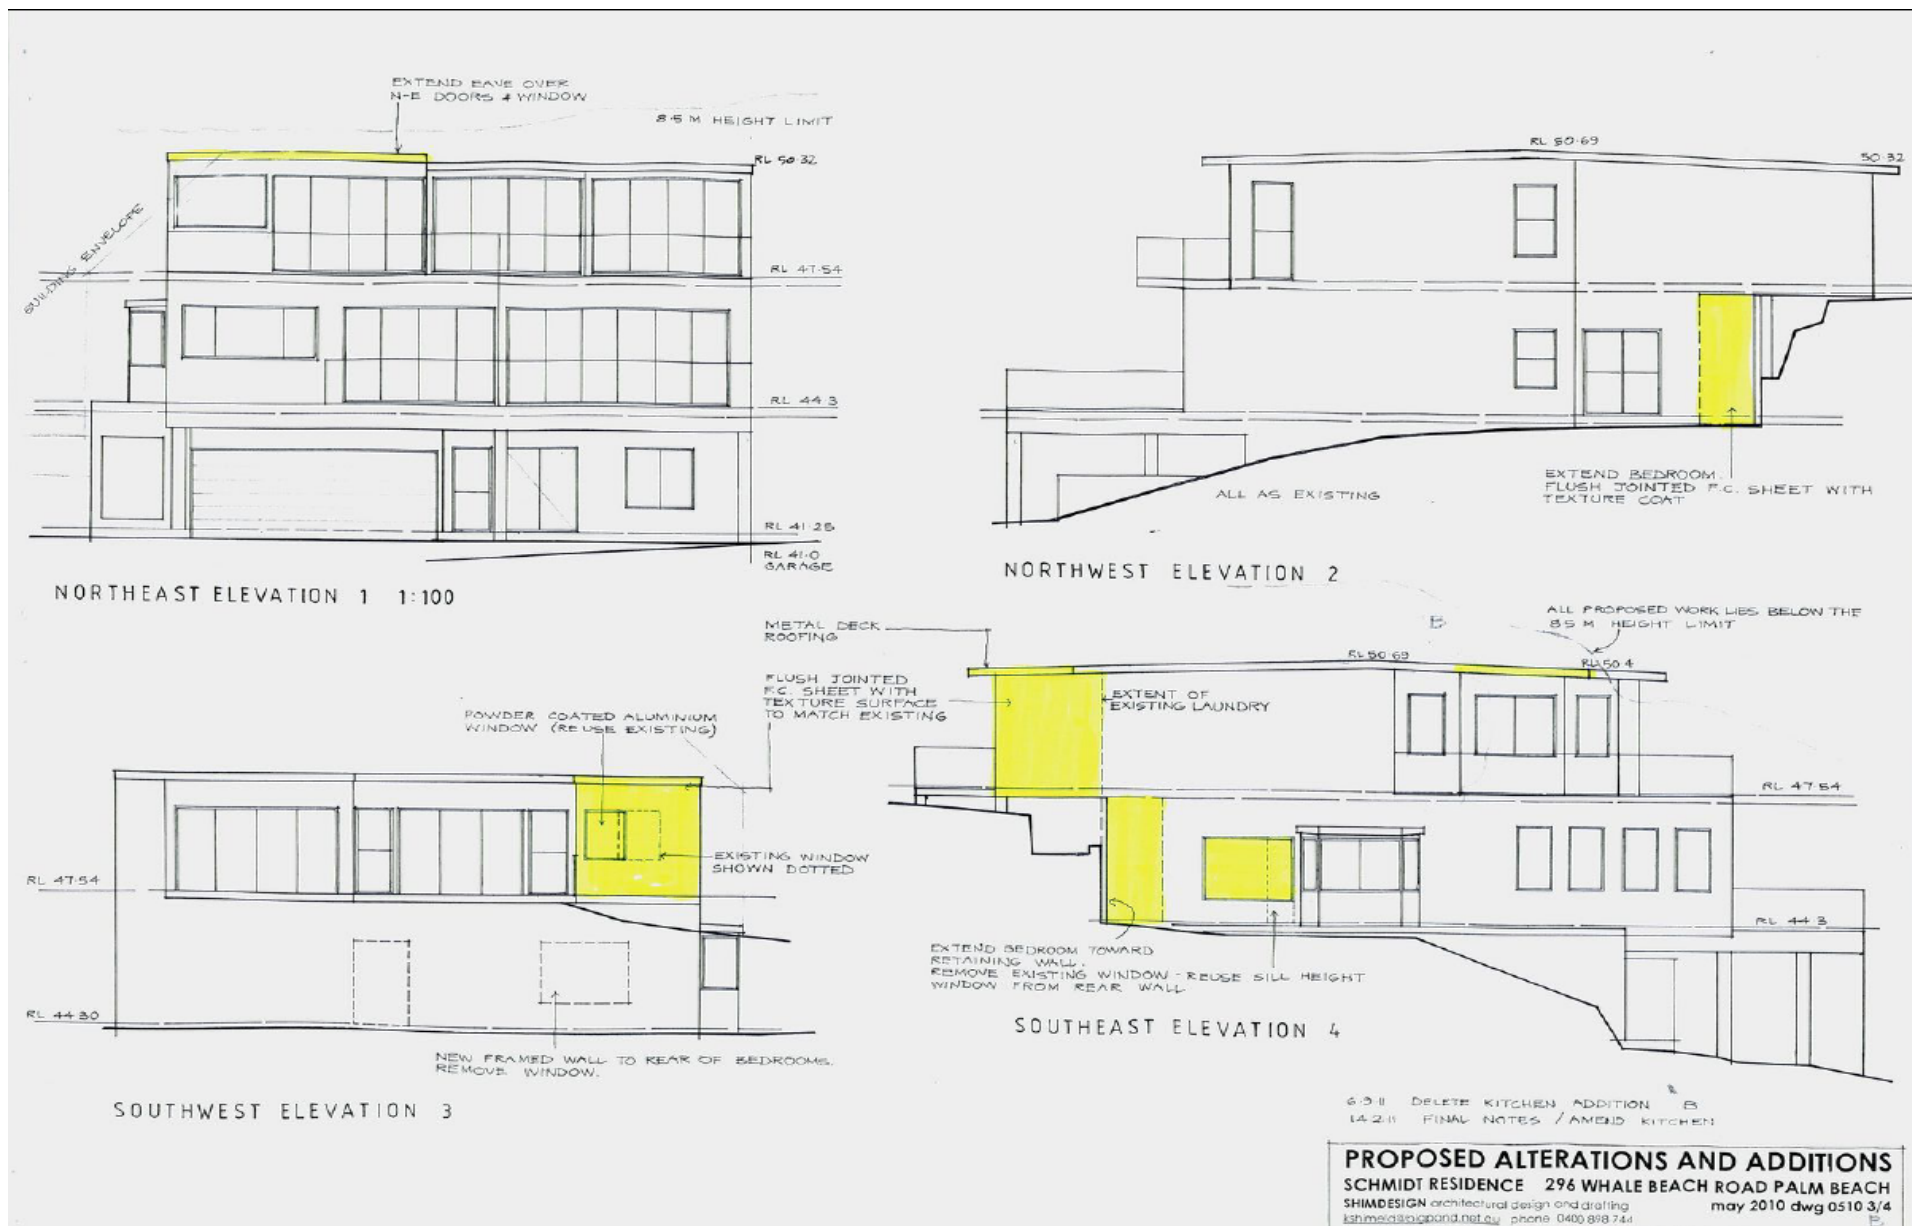 EXTEND EAVE OVER
N-E DOORS & WINDOW
8.5 M HEIGHT LIMIT
RL 50.32
BUILDING ENVELOPE
RL 47.54
RL 44.3
RL 41.25
RL 41.0
GARAGE
NORTHEAST ELEVATION 1 1:100
RL 50.69
50.32
ALL AS EXISTING
EXTEND BEDROOM.
FLUSH JOINTED F.C. SHEET WITH
TEXTURE COAT
NORTHWEST ELEVATION 2
POWDER COATED ALUMINIUM
WINDOW (REUSE EXISTING)
METAL DECK
ROOFING
FLUSH JOINTED
F.C. SHEET WITH
TEXTURE SURFACE
TO MATCH EXISTING
EXISTING WINDOW
SHOWN DOTTED
RL 47.54
RL 44.30
NEW FRAMED WALL TO REAR OF BEDROOMS.
REMOVE WINDOW.
SOUTHWEST ELEVATION 3
B
ALL PROPOSED WORK LIES BELOW THE
8.5 M HEIGHT LIMIT
RL 50.69
RL 50.4
EXTENT OF
EXISTING LAUNDRY
RL 47.54
RL 44.3
EXTEND BEDROOM TOWARD
RETAINING WALL.
REMOVE EXISTING WINDOW - REUSE SILL HEIGHT
WINDOW FROM REAR WALL
SOUTHEAST ELEVATION 4
6.9.11 DELETE KITCHEN ADDITION B
14.2.11 FINAL NOTES / AMEND KITCHEN
PROPOSED ALTERATIONS AND ADDITIONS
SCHMIDT RESIDENCE 296 WHALE BEACH ROAD PALM BEACH
SHIMDESIGN architectural design and drafting may 2010 dwg 0510 3/4
phone 0400 898 744
B